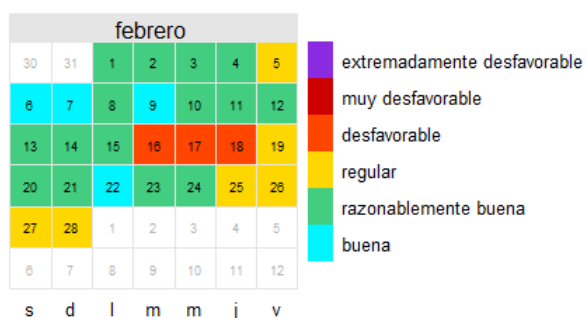 febrero
30 31 1 2 3 4 5
6 7 8 9 10 11 12
13 14 15 16 17 18 19
20 21 22 23 24 25 26
27 28 1 2 3 4 5
6 7 8 9 10 11 12
s d l m m j v
extremadamente desfavorable
muy desfavorable
desfavorable
regular
razonablemente buena
buena